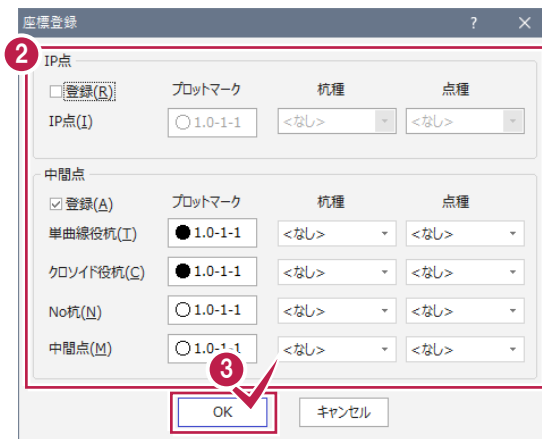 座標登録 ? ×
2
IP点
登録(R) プロットマーク 杭種 点種
IP点(I) 1.0-1-1 <なし> <なし>
中間点
登録(A) プロットマーク 杭種 点種
単曲線役杭(T) 1.0-1-1 <なし> <なし>
クロソイド役杭(C) 1.0-1-1 <なし> <なし>
No杭(N) 1.0-1-1 <なし> <なし>
中間点(M) 1.0-1-1 <なし> <なし>
3
OK キャンセル